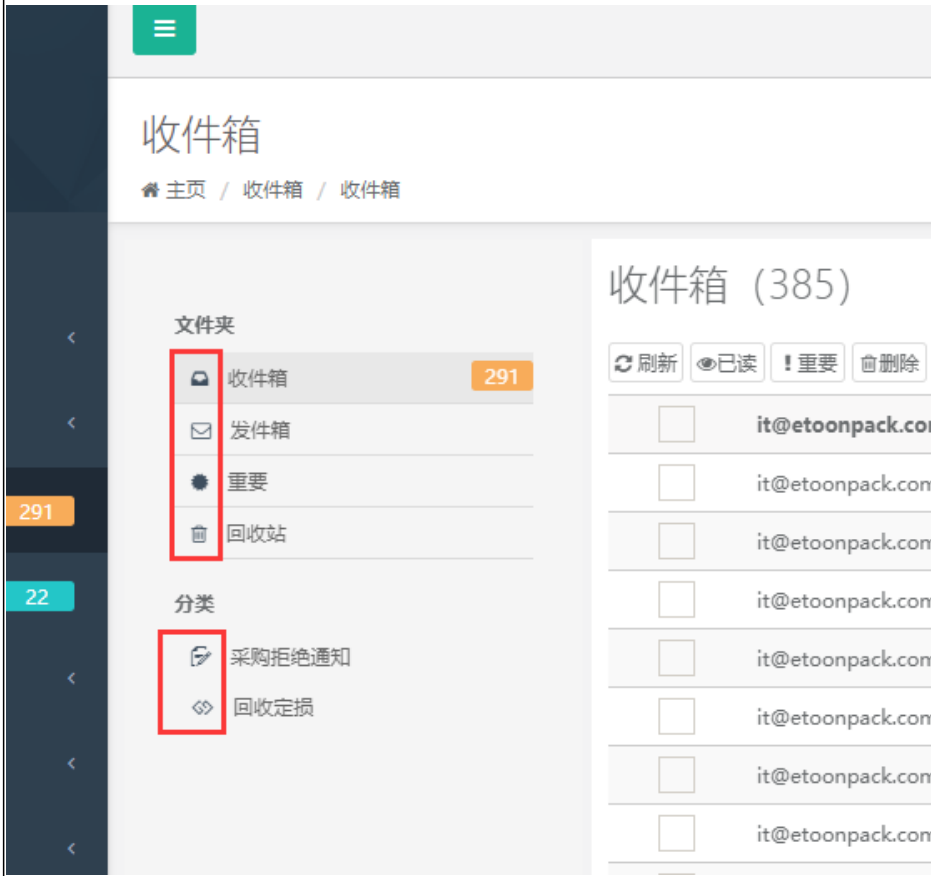 收件箱
主页 / 收件箱 / 收件箱
文件夹
收件箱 291
发件箱
重要
回收站
分类
采购拒绝通知
回收定损
291
22
收件箱（385）
刷新 已读 重要 删除
it@etoonpack.com
it@etoonpack.com
it@etoonpack.com
it@etoonpack.com
it@etoonpack.com
it@etoonpack.com
it@etoonpack.com
it@etoonpack.com